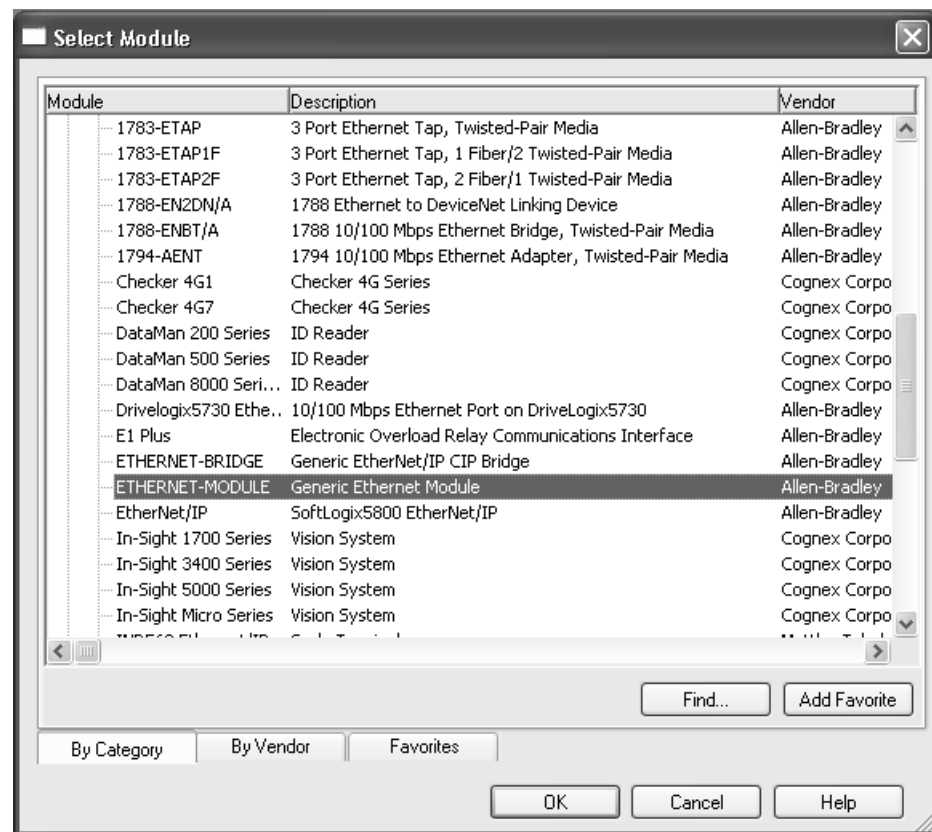 Select Module
Module Description Vendor
1783-ETAP 3 Port Ethernet Tap, Twisted-Pair Media Allen-Bradley
1783-ETAP1F 3 Port Ethernet Tap, 1 Fiber/2 Twisted-Pair Media Allen-Bradley
1783-ETAP2F 3 Port Ethernet Tap, 2 Fiber/1 Twisted-Pair Media Allen-Bradley
1788-EN2DN/A 1788 Ethernet to DeviceNet Linking Device Allen-Bradley
1788-ENBT/A 1788 10/100 Mbps Ethernet Bridge, Twisted-Pair Media Allen-Bradley
1794-AENT 1794 10/100 Mbps Ethernet Adapter, Twisted-Pair Media Allen-Bradley
Checker 4G1 Checker 4G Series Cognex Corpo
Checker 4G7 Checker 4G Series Cognex Corpo
DataMan 200 Series ID Reader Cognex Corpo
DataMan 500 Series ID Reader Cognex Corpo
DataMan 8000 Seri... ID Reader Cognex Corpo
Drivelogix5730 Ethe.. 10/100 Mbps Ethernet Port on DriveLogix5730 Allen-Bradley
E1 Plus Electronic Overload Relay Communications Interface Allen-Bradley
ETHERNET-BRIDGE Generic EtherNet/IP CIP Bridge Allen-Bradley
ETHERNET-MODULE Generic Ethernet Module Allen-Bradley
EtherNet/IP SoftLogix5800 EtherNet/IP Allen-Bradley
In-Sight 1700 Series Vision System Cognex Corpo
In-Sight 3400 Series Vision System Cognex Corpo
In-Sight 5000 Series Vision System Cognex Corpo
In-Sight Micro Series Vision System Cognex Corpo
Find... Add Favorite
By Category By Vendor Favorites
OK Cancel Help